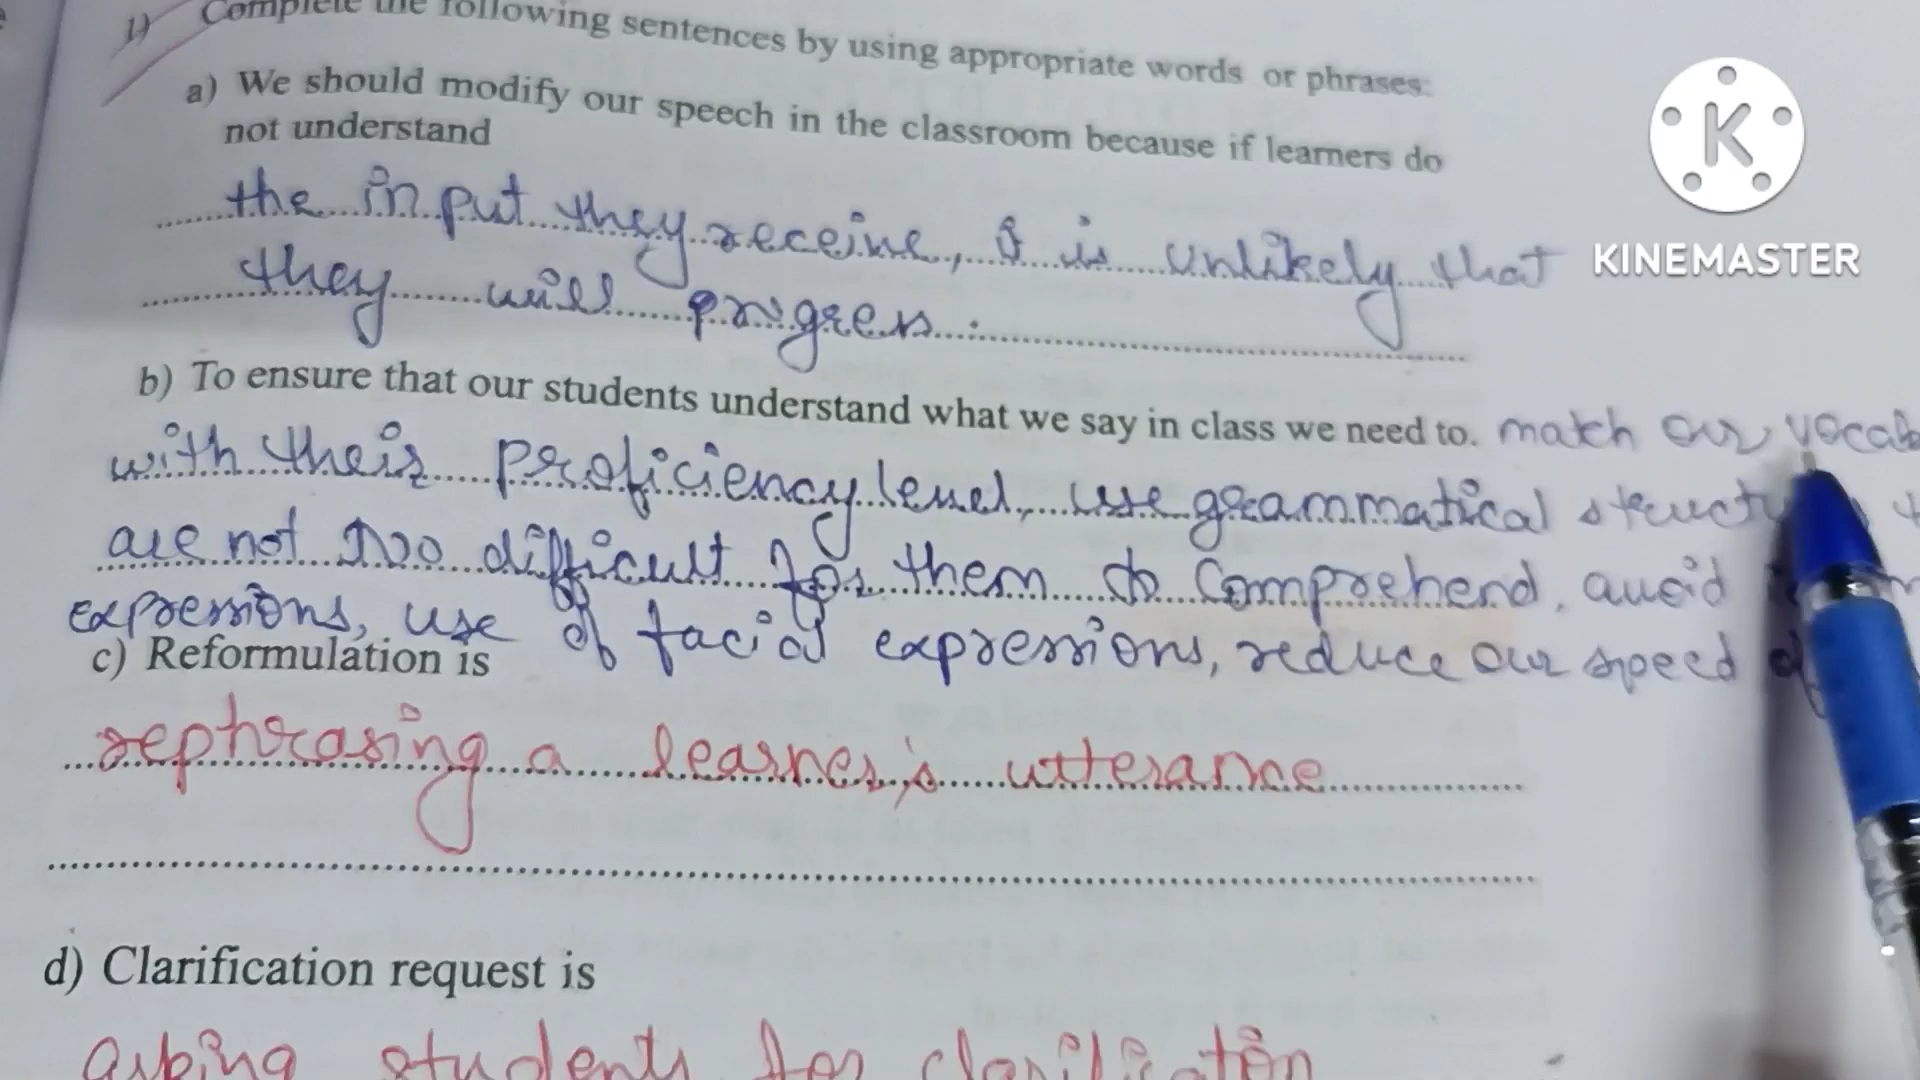 1) Complete the following sentences by using appropriate words or phrases:
a) We should modify our speech in the classroom because if learners do
not understand
the input they receive, it is unlikely that
they will progress.
K
KINEMASTER
b) To ensure that our students understand what we say in class we need to. match our vocab
with their proficiency level, use grammatical
are not too difficult for them to comprehend, avoid
expressions, use of facial expressions, reduce our speed
c) Reformulation is
rephrasing a learner's utterance
d) Clarification request is
asking students for clarification